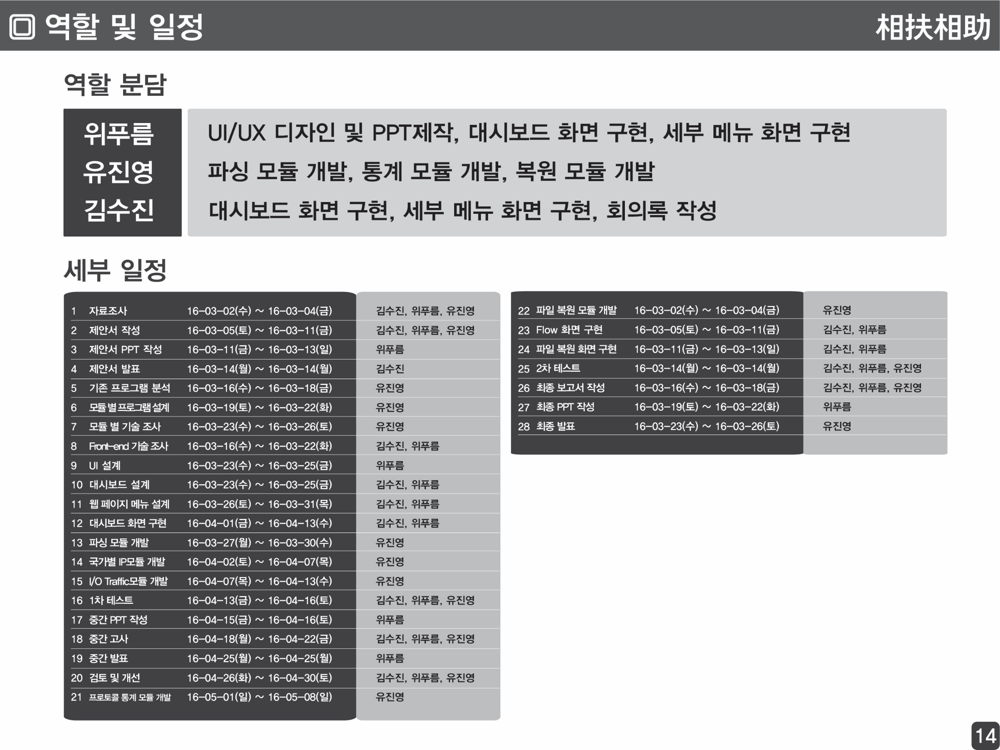 역할 및 일정
相扶相助
역할 분담
위푸름 UI/UX 디자인 및 PPT제작, 대시보드 화면 구현, 세부 메뉴 화면 구현
유진영 파싱 모듈 개발, 통계 모듈 개발, 복원 모듈 개발
김수진 대시보드 화면 구현, 세부 메뉴 화면 구현, 회의록 작성
세부 일정
1 자료조사 16-03-02(수) ~ 16-03-04(금) 김수진, 위푸름, 유진영
2 제안서 작성 16-03-05(토) ~ 16-03-11(금) 김수진, 위푸름, 유진영
3 제안서 PPT 작성 16-03-11(금) ~ 16-03-13(일) 위푸름
4 제안서 발표 16-03-14(월) ~ 16-03-14(월) 김수진
5 기존 프로그램 분석 16-03-16(수) ~ 16-03-18(금) 유진영
6 모듈 별 프로그램 설계 16-03-19(토) ~ 16-03-22(화) 유진영
7 모듈 별 기술 조사 16-03-23(수) ~ 16-03-26(토) 유진영
8 Front-end 기술 조사 16-03-16(수) ~ 16-03-22(화) 김수진, 위푸름
9 UI 설계 16-03-23(수) ~ 16-03-25(금) 위푸름
10 대시보드 설계 16-03-23(수) ~ 16-03-25(금) 김수진, 위푸름
11 웹 페이지 메뉴 설계 16-03-26(토) ~ 16-03-31(목) 김수진, 위푸름
12 대시보드 화면 구현 16-04-01(금) ~ 16-04-13(수) 김수진, 위푸름
13 파싱 모듈 개발 16-03-27(월) ~ 16-03-30(수) 유진영
14 국가별 IP모듈 개발 16-04-02(토) ~ 16-04-07(목) 유진영
15 I/O Traffic모듈 개발 16-04-07(목) ~ 16-04-13(수) 유진영
16 1차 테스트 16-04-13(금) ~ 16-04-16(토) 김수진, 위푸름, 유진영
17 중간 PPT 작성 16-04-15(금) ~ 16-04-16(토) 위푸름
18 중간 고사 16-04-18(월) ~ 16-04-22(금) 김수진, 위푸름, 유진영
19 중간 발표 16-04-25(월) ~ 16-04-25(월) 위푸름
20 검토 및 개선 16-04-26(화) ~ 16-04-30(토) 김수진, 위푸름, 유진영
21 프로토콜 통계 모듈 개발 16-05-01(일) ~ 16-05-08(일) 유진영
22 파일 복원 모듈 개발 16-03-02(수) ~ 16-03-04(금) 유진영
23 Flow 화면 구현 16-03-05(토) ~ 16-03-11(금) 김수진, 위푸름
24 파일 복원 화면 구현 16-03-11(금) ~ 16-03-13(일) 김수진, 위푸름
25 2차 테스트 16-03-14(월) ~ 16-03-14(월) 김수진, 위푸름, 유진영
26 최종 보고서 작성 16-03-16(수) ~ 16-03-18(금) 김수진, 위푸름, 유진영
27 최종 PPT 작성 16-03-19(토) ~ 16-03-22(화) 위푸름
28 최종 발표 16-03-23(수) ~ 16-03-26(토) 유진영
14